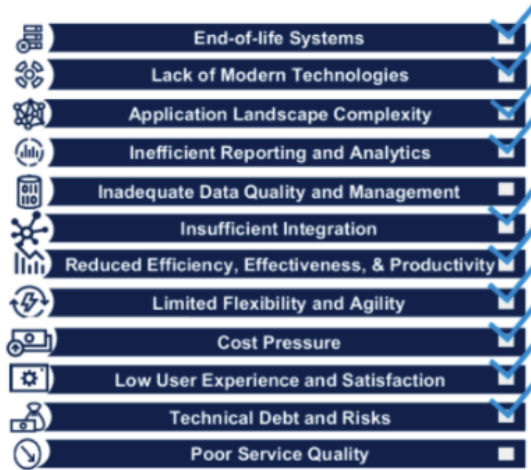 End-of-life Systems
Lack of Modern Technologies
Application Landscape Complexity
Inefficient Reporting and Analytics
Inadequate Data Quality and Management
Insufficient Integration
Reduced Efficiency, Effectiveness, & Productivity
Limited Flexibility and Agility
Cost Pressure
Low User Experience and Satisfaction
Technical Debt and Risks
Poor Service Quality